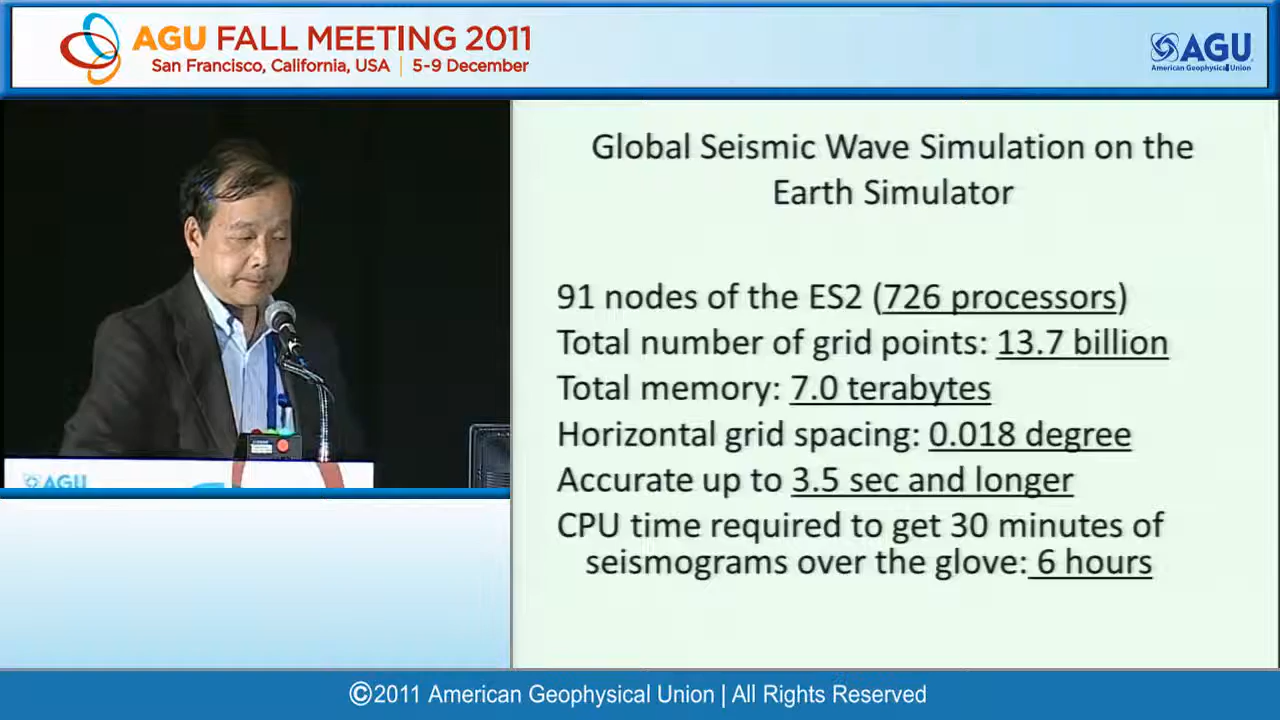 AGU FALL MEETING 2011
San Francisco, California, USA | 5-9 December
AGU
American Geophysical Union
Global Seismic Wave Simulation on the
Earth Simulator
91 nodes of the ES2 (726 processors)
Total number of grid points: 13.7 billion
Total memory: 7.0 terabytes
Horizontal grid spacing: 0.018 degree
Accurate up to 3.5 sec and longer
CPU time required to get 30 minutes of
seismograms over the glove: 6 hours
AGU
©2011 American Geophysical Union | All Rights Reserved